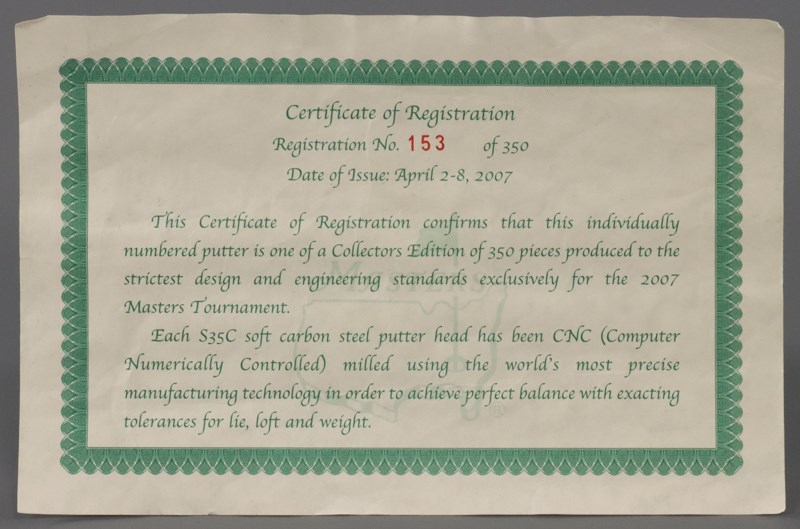 Certificate of Registration
Registration No. 153 of 350
Date of Issue: April 2-8, 2007
This Certificate of Registration confirms that this individually
numbered putter is one of a Collectors Edition of 350 pieces produced to the
strictest design and engineering standards exclusively for the 2007
Masters Tournament.
Each S35C soft carbon steel putter head has been CNC (Computer
Numerically Controlled) milled using the world's most precise
manufacturing technology in order to achieve perfect balance with exacting
tolerances for lie, loft and weight.
Masters
®